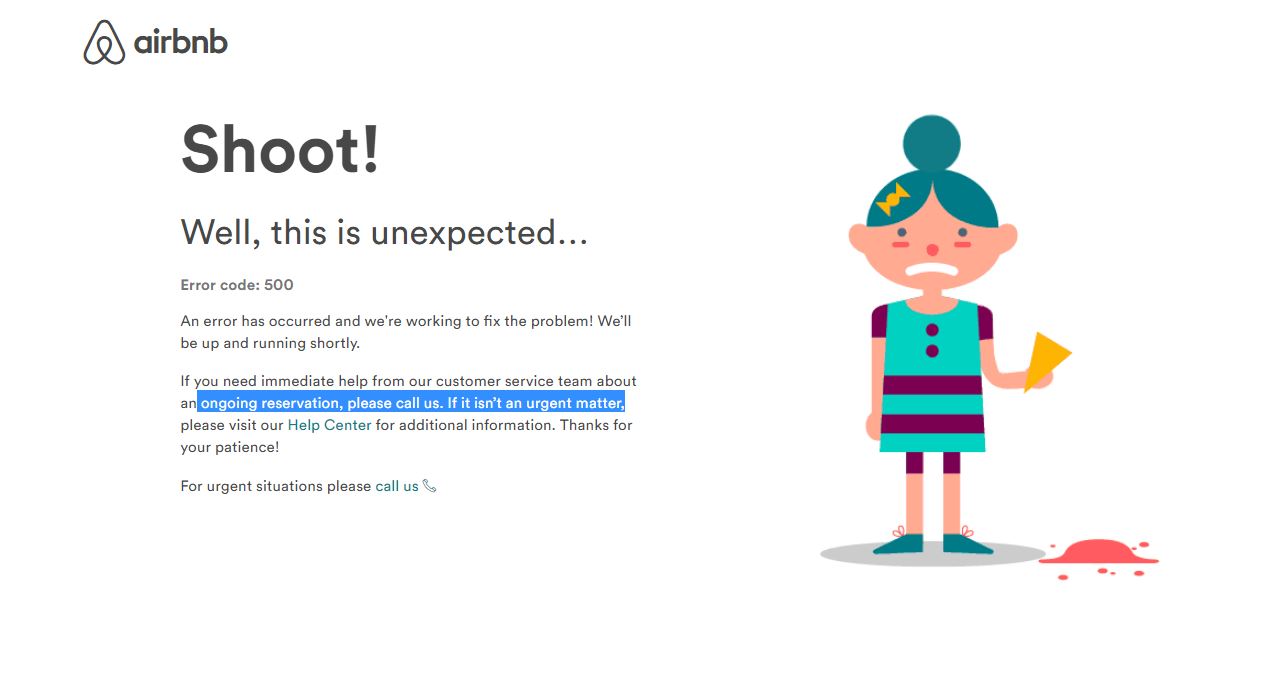 airbnb
Shoot!
Well, this is unexpected...
Error code: 500
An error has occurred and we're working to fix the problem! We’ll
be up and running shortly.
If you need immediate help from our customer service team about
an ongoing reservation, please call us. If it isn’t an urgent matter,
please visit our Help Center for additional information. Thanks for
your patience!
For urgent situations please call us